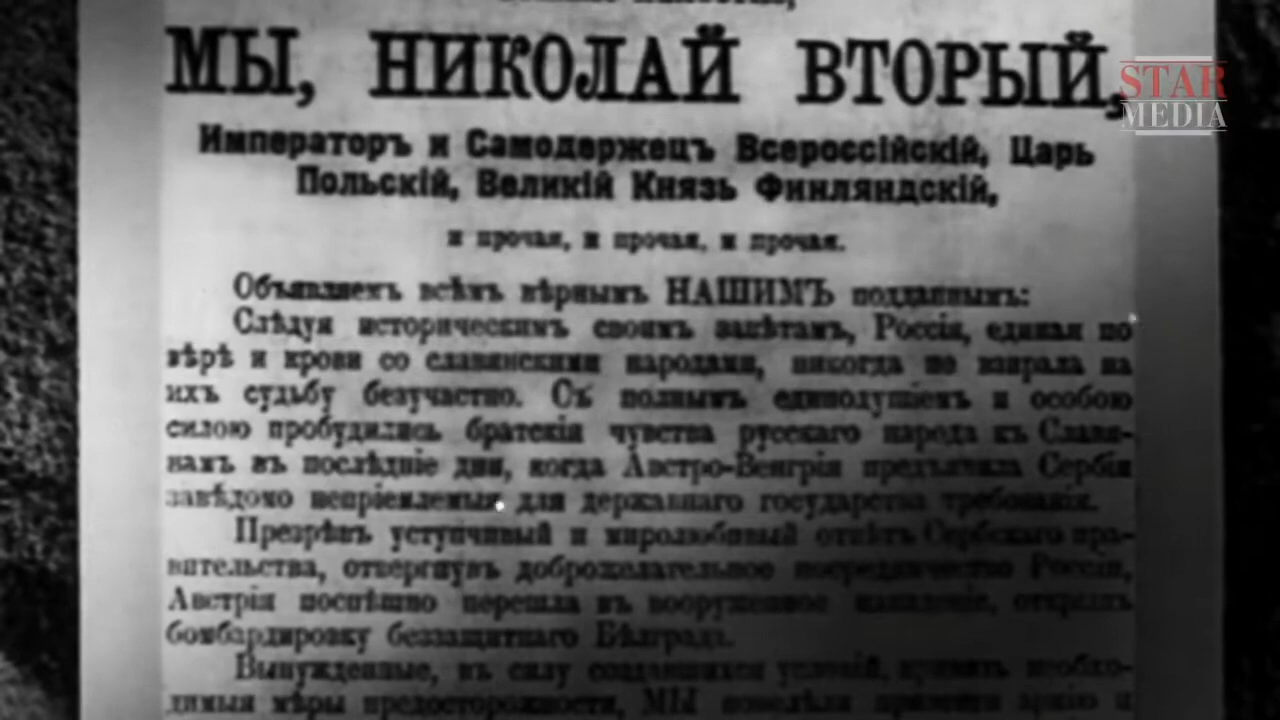 МЫ, НИКОЛАЙ ВТОРЫЙ,
STAR
MEDIA
Императоръ и Самодержецъ Всероссійскій, Царь
Польскій, Великій Князь Финляндскій,
и прочая, и прочая, и прочая.
Объявляемъ всѣмъ вѣрнымъ НАШИМЪ подданнымъ:
Слѣдуя историческимъ своимъ завѣтамъ, Россія, единая по
вѣрѣ и крови со славянскими народами, никогда не взирала на
ихъ судьбу безучастно. Съ полнымъ единодушіемъ и особою
силою пробудились братскія чувства русскаго народа къ Славя-
намъ въ послѣдніе дни, когда Австро-Венгрія предъявила Сербіи
завѣдомо непріемлемыя для державнаго государства требованія.
Презрѣвъ уступчивый и миролюбивый отвѣтъ Сербскаго пра-
вительства, отвергнувъ доброжелательное посредничество Россіи,
Австрія поспѣшно перешла въ вооруженное нападеніе, открывъ
бомбардировку беззащитнаго Бѣлграда.
Вынужденные, въ силу создавшихся условій, принять необхо-
димыя мѣры предосторожности, МЫ повелѣли привести армію и